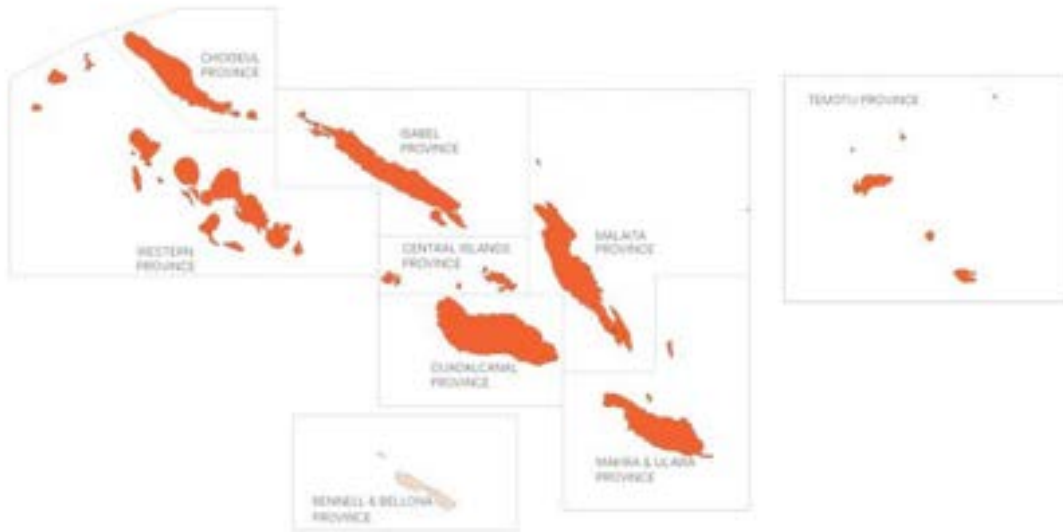 CHOISEUL
PROVINCE
ISABEL
PROVINCE
TEMOTU PROVINCE
WESTERN
PROVINCE
CENTRAL ISLANDS
PROVINCE
MALAITA
PROVINCE
GUADALCANAL
PROVINCE
MAKIRA & ULAWA
PROVINCE
RENNELL & BELLONA
PROVINCE